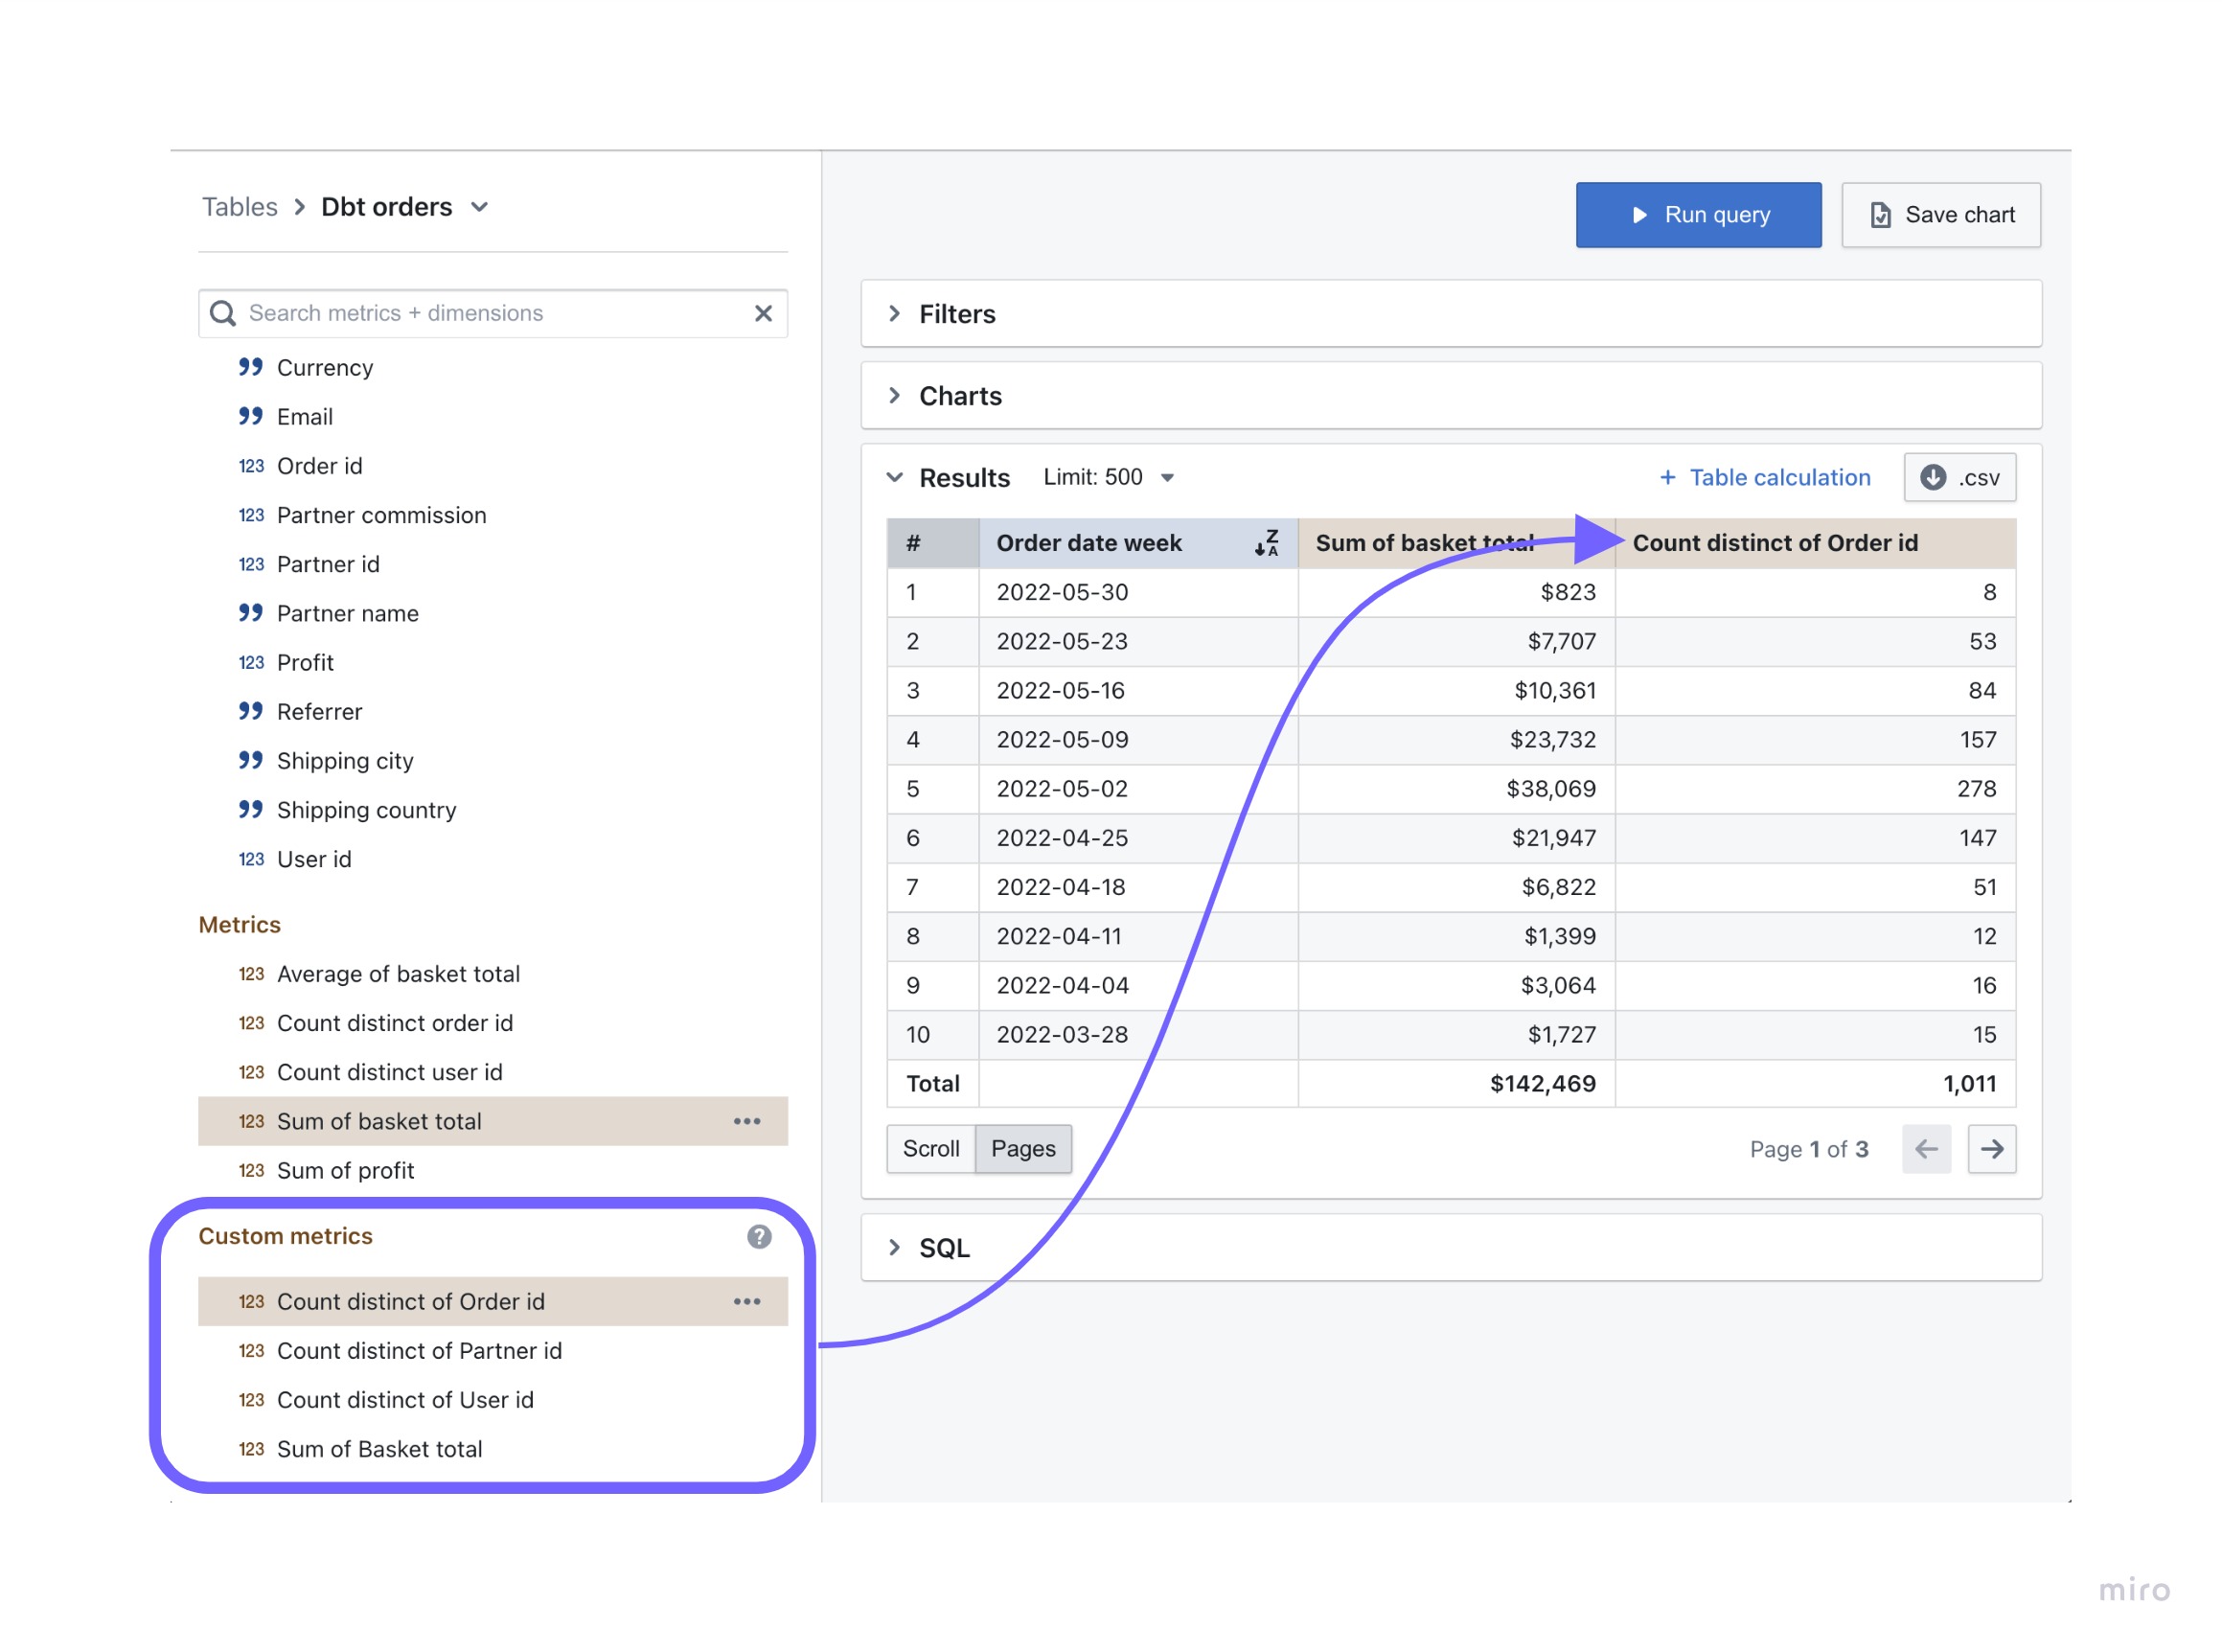 Tables > Dbt orders
Search metrics + dimensions
Currency
Email
123 Order id
123 Partner commission
123 Partner id
Partner name
123 Profit
Referrer
Shipping city
Shipping country
123 User id
Metrics
123 Average of basket total
123 Count distinct order id
123 Count distinct user id
123 Sum of basket total
123 Sum of profit
Custom metrics ?
123 Count distinct of Order id
123 Count distinct of Partner id
123 Count distinct of User id
123 Sum of Basket total
Run query Save chart
Filters
Charts
Results Limit: 500 + Table calculation .csv
# Order date week Z A Sum of basket total Count distinct of Order id
1 2022-05-30 $823 8
2 2022-05-23 $7,707 53
3 2022-05-16 $10,361 84
4 2022-05-09 $23,732 157
5 2022-05-02 $38,069 278
6 2022-04-25 $21,947 147
7 2022-04-18 $6,822 51
8 2022-04-11 $1,399 12
9 2022-04-04 $3,064 16
10 2022-03-28 $1,727 15
Total $142,469 1,011
Scroll Pages Page 1 of 3
SQL
miro